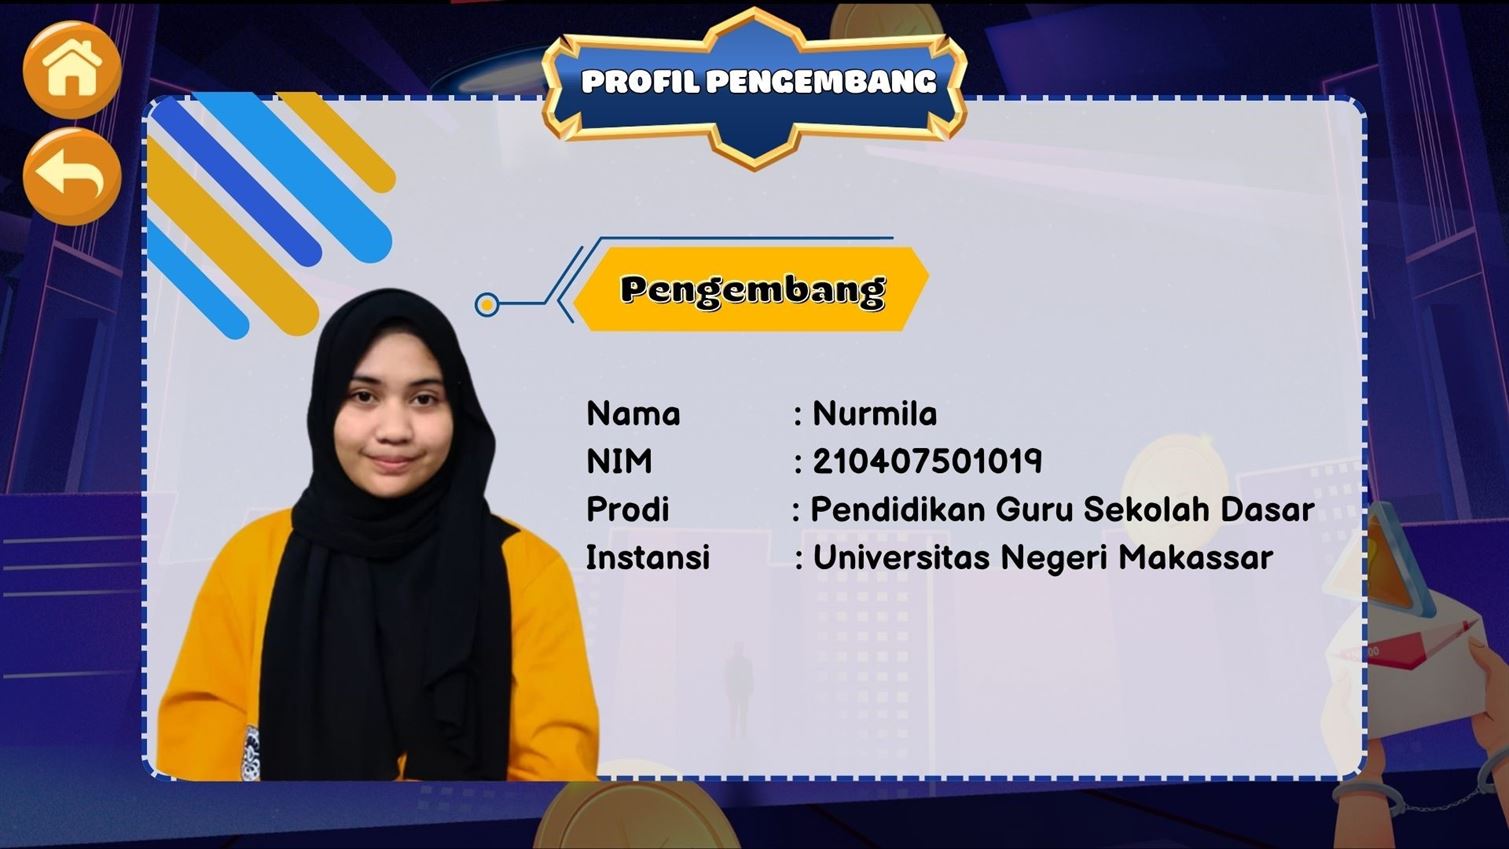 PROFIL PENGEMBANG
Pengembang
Nama : Nurmila
NIM : 210407501019
Prodi : Pendidikan Guru Sekolah Dasar
Instansi : Universitas Negeri Makassar